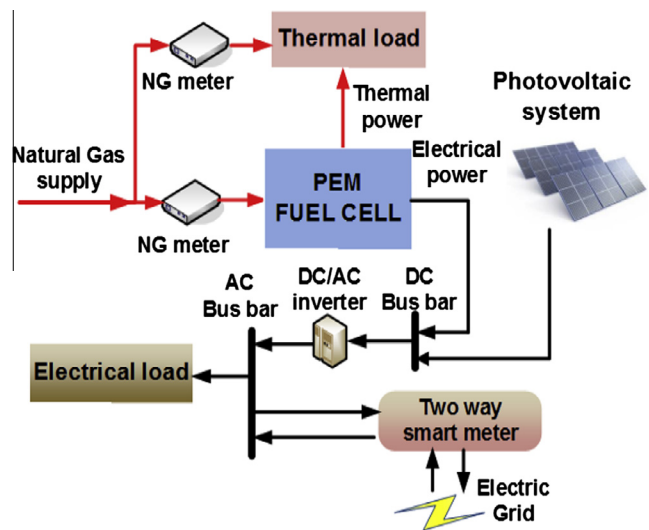 Thermal load
NG meter
Thermal
power
Photovoltaic
system
Natural Gas
supply
Electrical
power
PEM
FUEL CELL
NG meter
AC
Bus bar
DC/AC
inverter
DC
Bus bar
Electrical load
Two way
smart meter
Electric
Grid